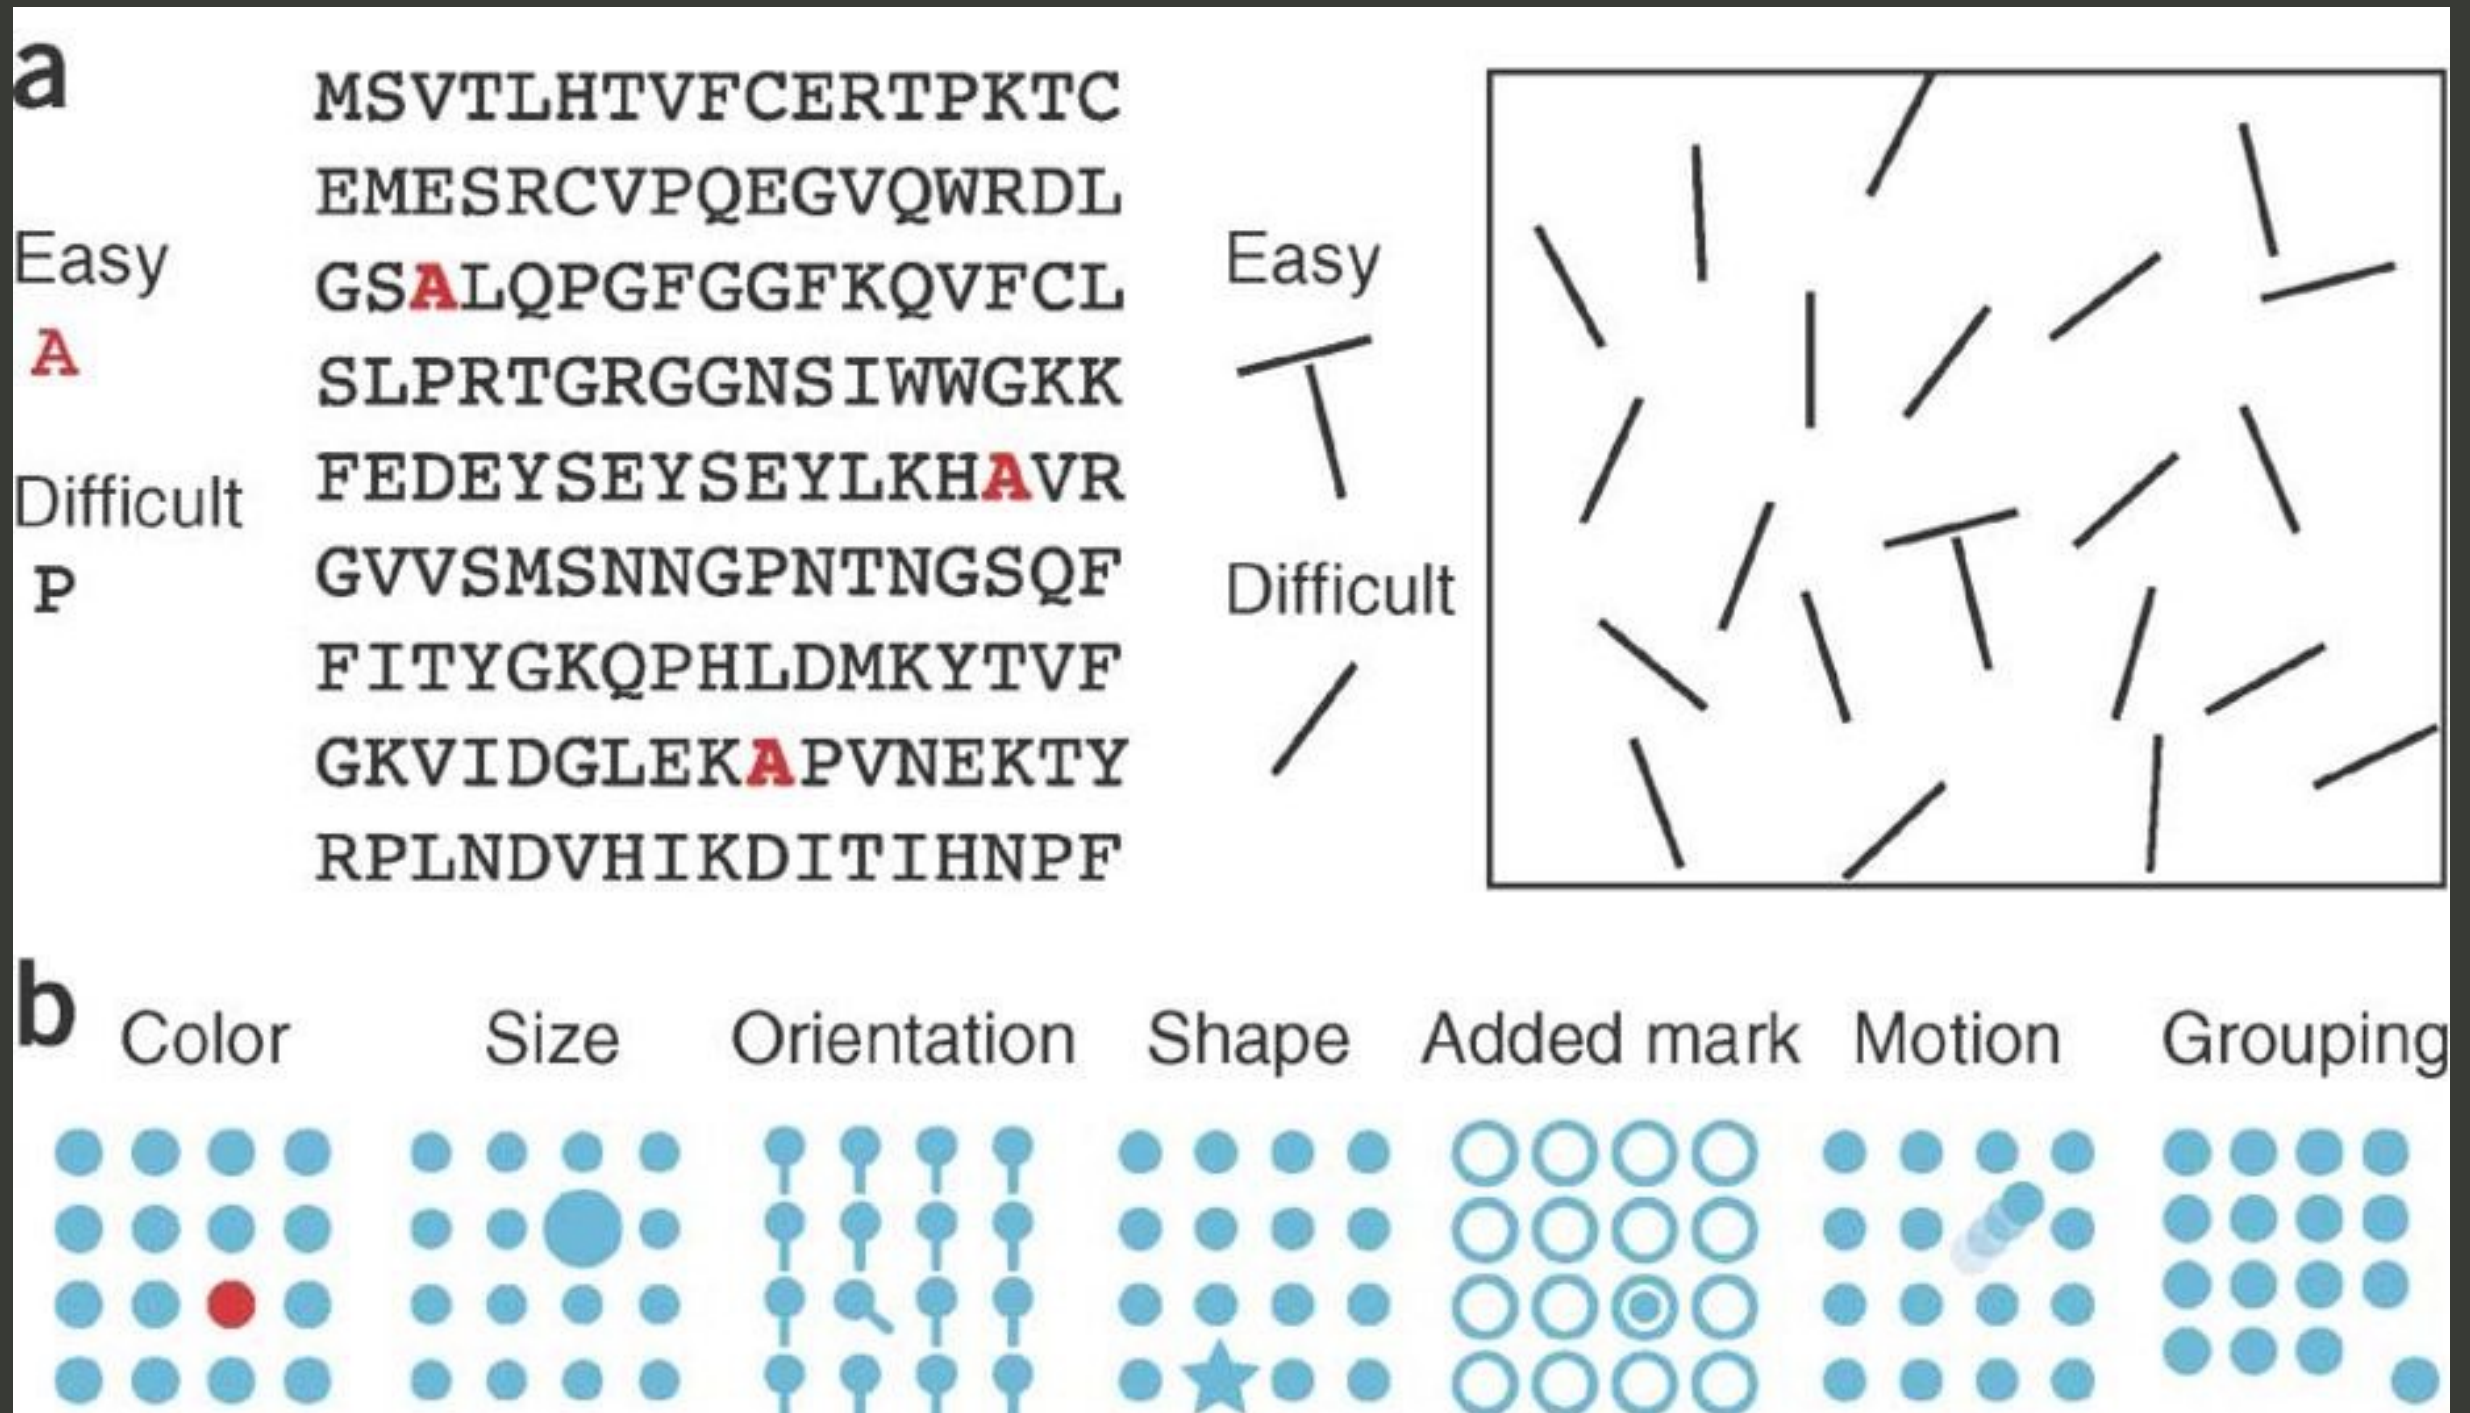 a
MSVTLHTVFCERTPKTC
EMESRCVPQEGVQWRDL
GSALQPGFGGFKQVFCL
SLPRTGRGGNSIWWGKK
FEDEYSEYSEYLKHAVR
GVVSMSNNGPNTNGSQF
FITYGKQPHLDMKYTVF
GKVIDGLEKAPVNEKTY
RPLNDVHIKDITIHNPF
Easy
A
Difficult
P
Easy
Difficult
b
Color Size Orientation Shape Added mark Motion Grouping